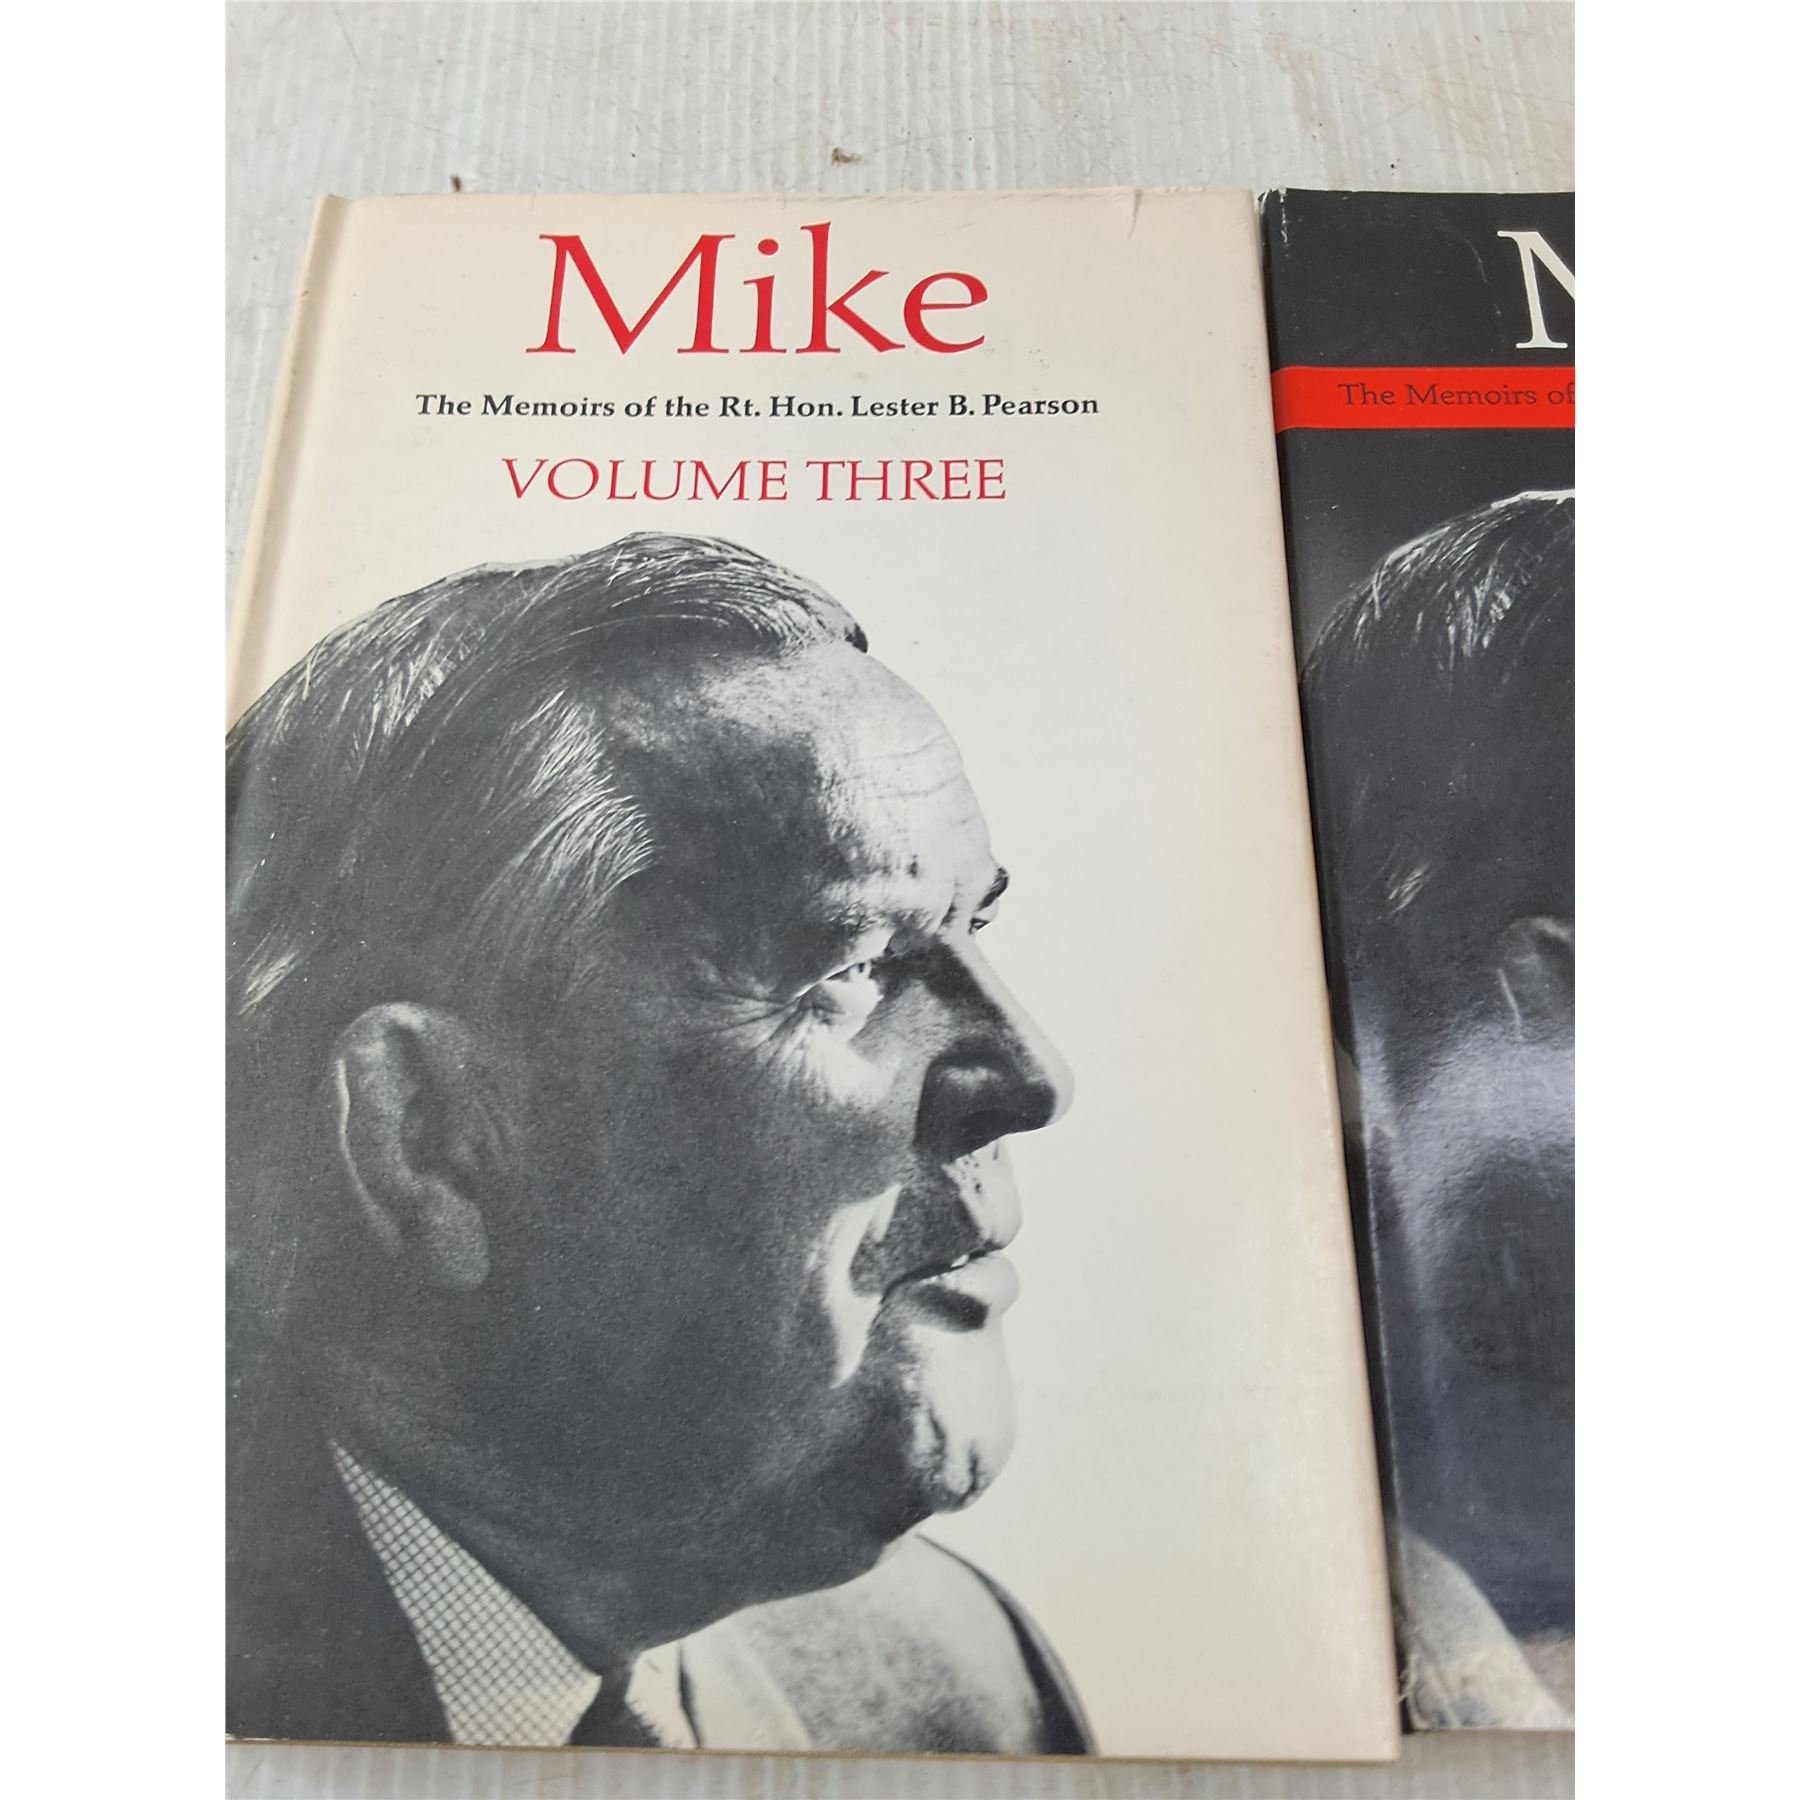 Mike
The Memoirs of the Rt. Hon. Lester B. Pearson
VOLUME THREE
M
The Memoirs of